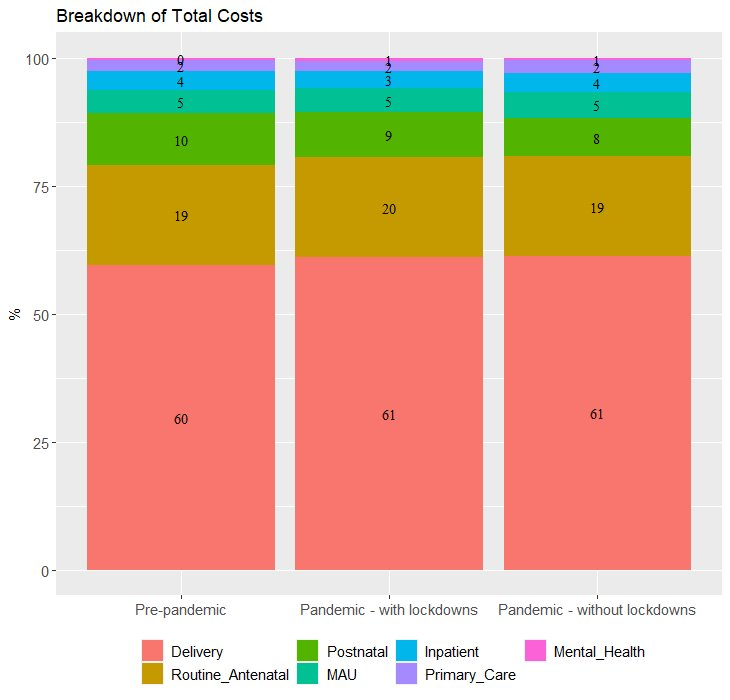 Breakdown of Total Costs
100
75
50
25
0
%
0 1 1
2 2 2
4 3 4
5 5 5
10 9 8
19 20 19
60 61 61
Pre-pandemic Pandemic - with lockdowns Pandemic - without lockdowns
Delivery Postnatal Inpatient Mental_Health
Routine_Antenatal MAU Primary_Care